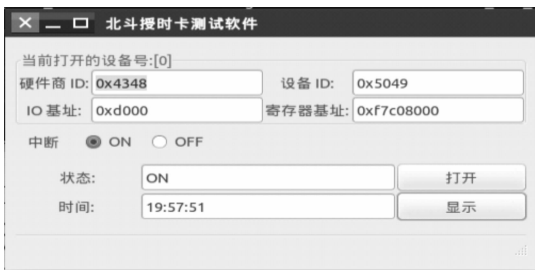 北斗授时卡测试软件
当前打开的设备号:[0]
硬件商 ID: 0x4348 设备 ID: 0x5049
IO 基址: 0xd000 寄存器基址: 0xf7c08000
中断 ON OFF
状态: ON 打开
时间: 19:57:51 显示